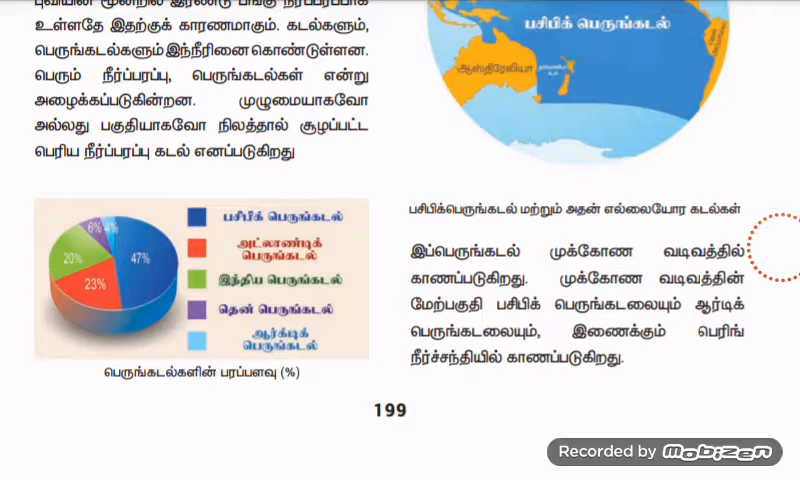 புவியின் மூன்றில் இரண்டு பங்கு நீர்ப்பரப்பாக
உள்ளதே இதற்குக் காரணமாகும். கடல்களும்,
பெருங்கடல்களும் இந்நீரினை கொண்டுள்ளன.
பெரும் நீர்ப்பரப்பு, பெருங்கடல்கள் என்று
அழைக்கப்படுகின்றன. முழுமையாகவோ
அல்லது பகுதியாகவோ நிலத்தால் சூழப்பட்ட
பெரிய நீர்ப்பரப்பு கடல் எனப்படுகிறது
47%
23%
20%
6%
4%
பசிபிக் பெருங்கடல்
அட்லாண்டிக்
பெருங்கடல்
இந்திய பெருங்கடல்
தென் பெருங்கடல்
ஆர்க்டிக்
பெருங்கடல்
பெருங்கடல்களின் பரப்பளவு (%)
பசிபிக் பெருங்கடல்
ஆஸ்திரேலியா
பசிபிக்பெருங்கடல் மற்றும் அதன் எல்லையோர கடல்கள்
இப்பெருங்கடல் முக்கோண வடிவத்தில்
காணப்படுகிறது. முக்கோண வடிவத்தின்
மேற்பகுதி பசிபிக் பெருங்கடலையும் ஆர்டிக்
பெருங்கடலையும், இணைக்கும் பெரிங்
நீர்ச்சந்தியில் காணப்படுகிறது.
199
Recorded by mobizen